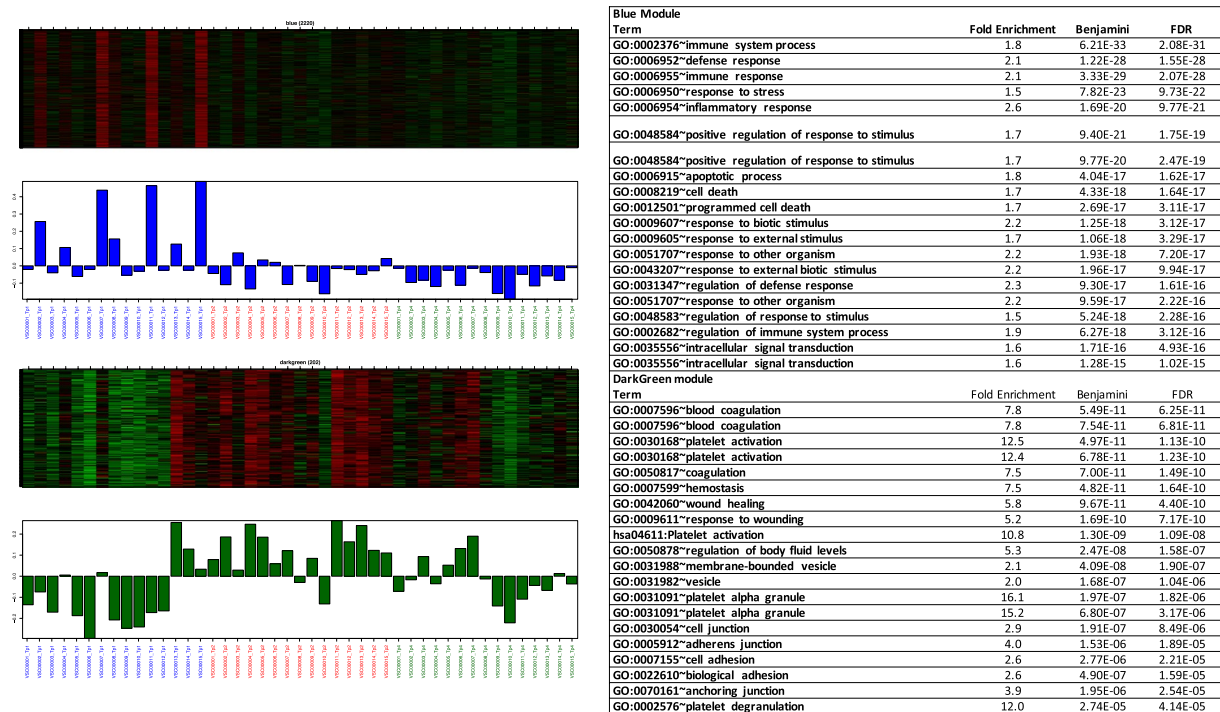 blue (2220)
darkgreen (202)
Blue Module
Term Fold Enrichment Benjamini FDR
GO:0002376~immune system process 1.8 6.21E-33 2.08E-31
GO:0006952~defense response 2.1 1.22E-28 1.55E-28
GO:0006955~immune response 2.1 3.33E-29 2.07E-28
GO:0006950~response to stress 1.5 7.82E-23 9.73E-22
GO:0006954~inflammatory response 2.6 1.69E-20 9.77E-21
GO:0048584~positive regulation of response to stimulus 1.7 9.40E-21 1.75E-19
GO:0048584~positive regulation of response to stimulus 1.7 9.77E-20 2.47E-19
GO:0006915~apoptotic process 1.8 4.04E-17 1.62E-17
GO:0008219~cell death 1.7 4.33E-18 1.64E-17
GO:0012501~programmed cell death 1.7 2.69E-17 3.11E-17
GO:0009607~response to biotic stimulus 2.2 1.25E-18 3.12E-17
GO:0009605~response to external stimulus 1.7 1.06E-18 3.29E-17
GO:0051707~response to other organism 2.2 1.93E-18 7.20E-17
GO:0043207~response to external biotic stimulus 2.2 1.96E-17 9.94E-17
GO:0031347~regulation of defense response 2.3 9.30E-17 1.61E-16
GO:0051707~response to other organism 2.2 9.59E-17 2.22E-16
GO:0048583~regulation of response to stimulus 1.5 5.24E-18 2.28E-16
GO:0002682~regulation of immune system process 1.9 6.27E-18 3.12E-16
GO:0035556~intracellular signal transduction 1.6 1.71E-16 4.93E-16
GO:0035556~intracellular signal transduction 1.6 1.28E-15 1.02E-15
DarkGreen module
Term Fold Enrichment Benjamini FDR
GO:0007596~blood coagulation 7.8 5.49E-11 6.25E-11
GO:0007596~blood coagulation 7.8 7.54E-11 6.81E-11
GO:0030168~platelet activation 12.5 4.97E-11 1.13E-10
GO:0030168~platelet activation 12.4 6.78E-11 1.23E-10
GO:0050817~coagulation 7.5 7.00E-11 1.49E-10
GO:0007599~hemostasis 7.5 4.82E-11 1.64E-10
GO:0042060~wound healing 5.8 9.67E-11 4.40E-10
GO:0009611~response to wounding 5.2 1.69E-10 7.17E-10
hsa04611:Platelet activation 10.8 1.30E-09 1.09E-08
GO:0050878~regulation of body fluid levels 5.3 2.47E-08 1.58E-07
GO:0031988~membrane-bounded vesicle 2.1 4.09E-08 1.90E-07
GO:0031982~vesicle 2.0 1.68E-07 1.04E-06
GO:0031091~platelet alpha granule 16.1 1.97E-07 1.82E-06
GO:0031091~platelet alpha granule 15.2 6.80E-07 3.17E-06
GO:0030054~cell junction 2.9 1.91E-07 8.49E-06
GO:0005912~adherens junction 4.0 1.53E-06 1.89E-05
GO:0007155~cell adhesion 2.6 2.77E-06 2.21E-05
GO:0022610~biological adhesion 2.6 4.90E-07 1.59E-05
GO:0070161~anchoring junction 3.9 1.95E-06 2.54E-05
GO:0002576~platelet degranulation 12.0 2.74E-05 4.14E-05